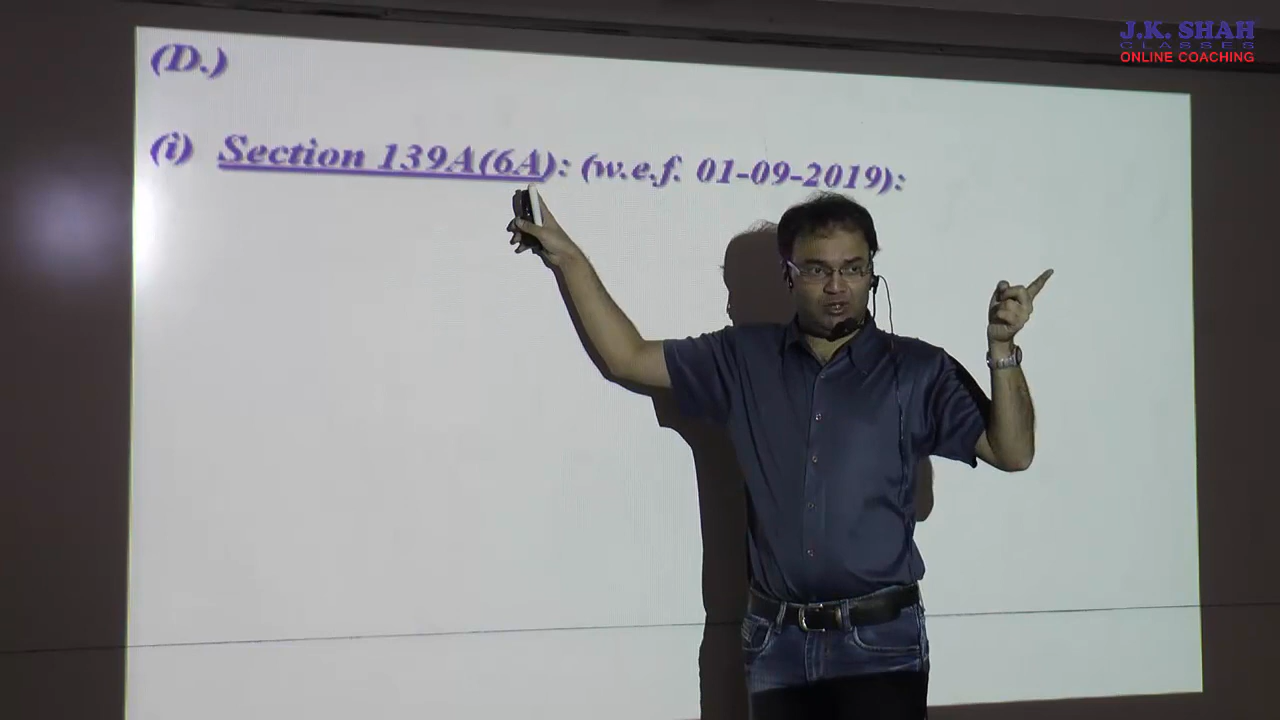 J.K. SHAH
CLASSES
ONLINE COACHING
(D.)
(i) Section 139A(6A): (w.e.f. 01-09-2019):